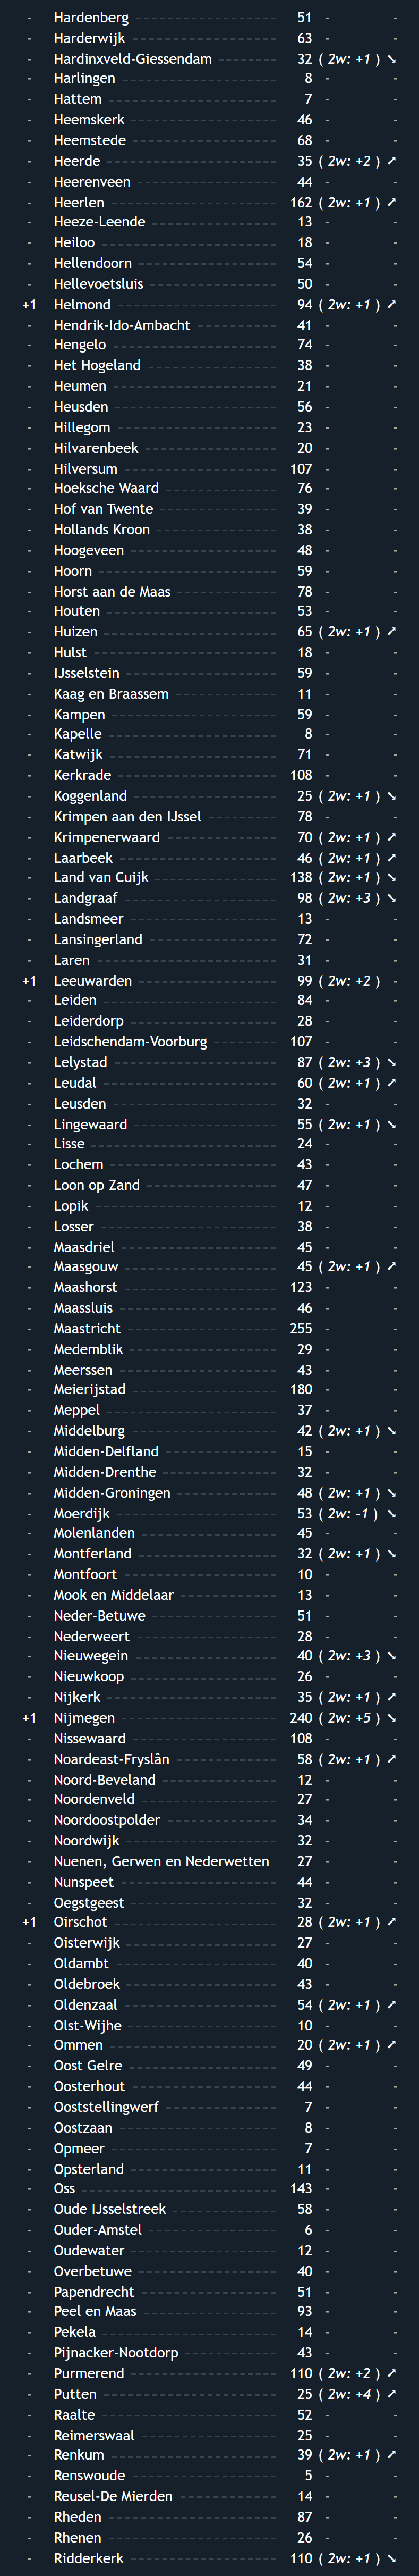 - Hardenberg 51 - -
- Harderwijk 63 - -
- Hardinxveld-Giessendam 32 ( 2w: +1 ) ➘
- Harlingen 8 - -
- Hattem 7 - -
- Heemskerk 46 - -
- Heemstede 68 - -
- Heerde 35 ( 2w: +2 ) ➚
- Heerenveen 44 - -
- Heerlen 162 ( 2w: +1 ) ➚
- Heeze-Leende 13 - -
- Heiloo 18 - -
- Hellendoorn 54 - -
- Hellevoetsluis 50 - -
+1 Helmond 94 ( 2w: +1 ) ➚
- Hendrik-Ido-Ambacht 41 - -
- Hengelo 74 - -
- Het Hogeland 38 - -
- Heumen 21 - -
- Heusden 56 - -
- Hillegom 23 - -
- Hilvarenbeek 20 - -
- Hilversum 107 - -
- Hoeksche Waard 76 - -
- Hof van Twente 39 - -
- Hollands Kroon 38 - -
- Hoogeveen 48 - -
- Hoorn 59 - -
- Horst aan de Maas 78 - -
- Houten 53 - -
- Huizen 65 ( 2w: +1 ) ➚
- Hulst 18 - -
- IJsselstein 59 - -
- Kaag en Braassem 11 - -
- Kampen 59 - -
- Kapelle 8 - -
- Katwijk 71 - -
- Kerkrade 108 - -
- Koggenland 25 ( 2w: +1 ) ➘
- Krimpen aan den IJssel 78 - -
- Krimpenerwaard 70 ( 2w: +1 ) ➚
- Laarbeek 46 ( 2w: +1 ) ➚
- Land van Cuijk 138 ( 2w: +1 ) ➘
- Landgraaf 98 ( 2w: +3 ) ➘
- Landsmeer 13 - -
- Lansingerland 72 - -
- Laren 31 - -
+1 Leeuwarden 99 ( 2w: +2 ) -
- Leiden 84 - -
- Leiderdorp 28 - -
- Leidschendam-Voorburg 107 - -
- Lelystad 87 ( 2w: +3 ) ➘
- Leudal 60 ( 2w: +1 ) ➚
- Leusden 32 - -
- Lingewaard 55 ( 2w: +1 ) ➘
- Lisse 24 - -
- Lochem 43 - -
- Loon op Zand 47 - -
- Lopik 12 - -
- Losser 38 - -
- Maasdriel 45 - -
- Maasgouw 45 ( 2w: +1 ) ➚
- Maashorst 123 - -
- Maassluis 46 - -
- Maastricht 255 - -
- Medemblik 29 - -
- Meerssen 43 - -
- Meierijstad 180 - -
- Meppel 37 - -
- Middelburg 42 ( 2w: +1 ) ➘
- Midden-Delfland 15 - -
- Midden-Drenthe 32 - -
- Midden-Groningen 48 ( 2w: +1 ) ➘
- Moerdijk 53 ( 2w: -1 ) ➘
- Molenlanden 45 - -
- Montferland 32 ( 2w: +1 ) ➘
- Montfoort 10 - -
- Mook en Middelaar 13 - -
- Neder-Betuwe 51 - -
- Nederweert 28 - -
- Nieuwegein 40 ( 2w: +3 ) ➘
- Nieuwkoop 26 - -
- Nijkerk 35 ( 2w: +1 ) ➚
+1 Nijmegen 240 ( 2w: +5 ) ➘
- Nissewaard 108 - -
- Noardeast-Fryslân 58 ( 2w: +1 ) ➚
- Noord-Beveland 12 - -
- Noordenveld 27 - -
- Noordoostpolder 34 - -
- Noordwijk 32 - -
- Nuenen, Gerwen en Nederwetten 27 - -
- Nunspeet 44 - -
- Oegstgeest 32 - -
+1 Oirschot 28 ( 2w: +1 ) ➚
- Oisterwijk 27 - -
- Oldambt 40 - -
- Oldebroek 43 - -
- Oldenzaal 54 ( 2w: +1 ) ➚
- Olst-Wijhe 10 - -
- Ommen 20 ( 2w: +1 ) ➚
- Oost Gelre 49 - -
- Oosterhout 44 - -
- Ooststellingwerf 7 - -
- Oostzaan 8 - -
- Opmeer 7 - -
- Opsterland 11 - -
- Oss 143 - -
- Oude IJsselstreek 58 - -
- Ouder-Amstel 6 - -
- Oudewater 12 - -
- Overbetuwe 40 - -
- Papendrecht 51 - -
- Peel en Maas 93 - -
- Pekela 14 - -
- Pijnacker-Nootdorp 43 - -
- Purmerend 110 ( 2w: +2 ) ➚
- Putten 25 ( 2w: +4 ) ➚
- Raalte 52 - -
- Reimerswaal 25 - -
- Renkum 39 ( 2w: +1 ) ➚
- Renswoude 5 - -
- Reusel-De Mierden 14 - -
- Rheden 87 - -
- Rhenen 26 - -
- Ridderkerk 110 ( 2w: +1 ) ➘